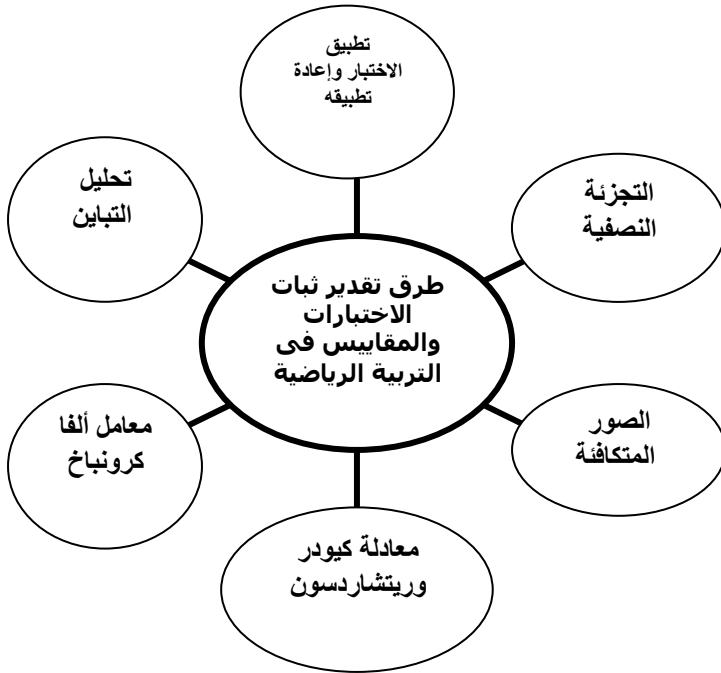 تطبيق
الاختبار وإعادة
تطبيقه
تحليل
التباين
التجزئة
النصفية
طرق تقدير ثبات
الاختبارات
والمقاييس فى
التربية الرياضية
معامل ألفا
كرونباخ
الصور
المتكافئة
معادلة كيودر
وريتشاردسون